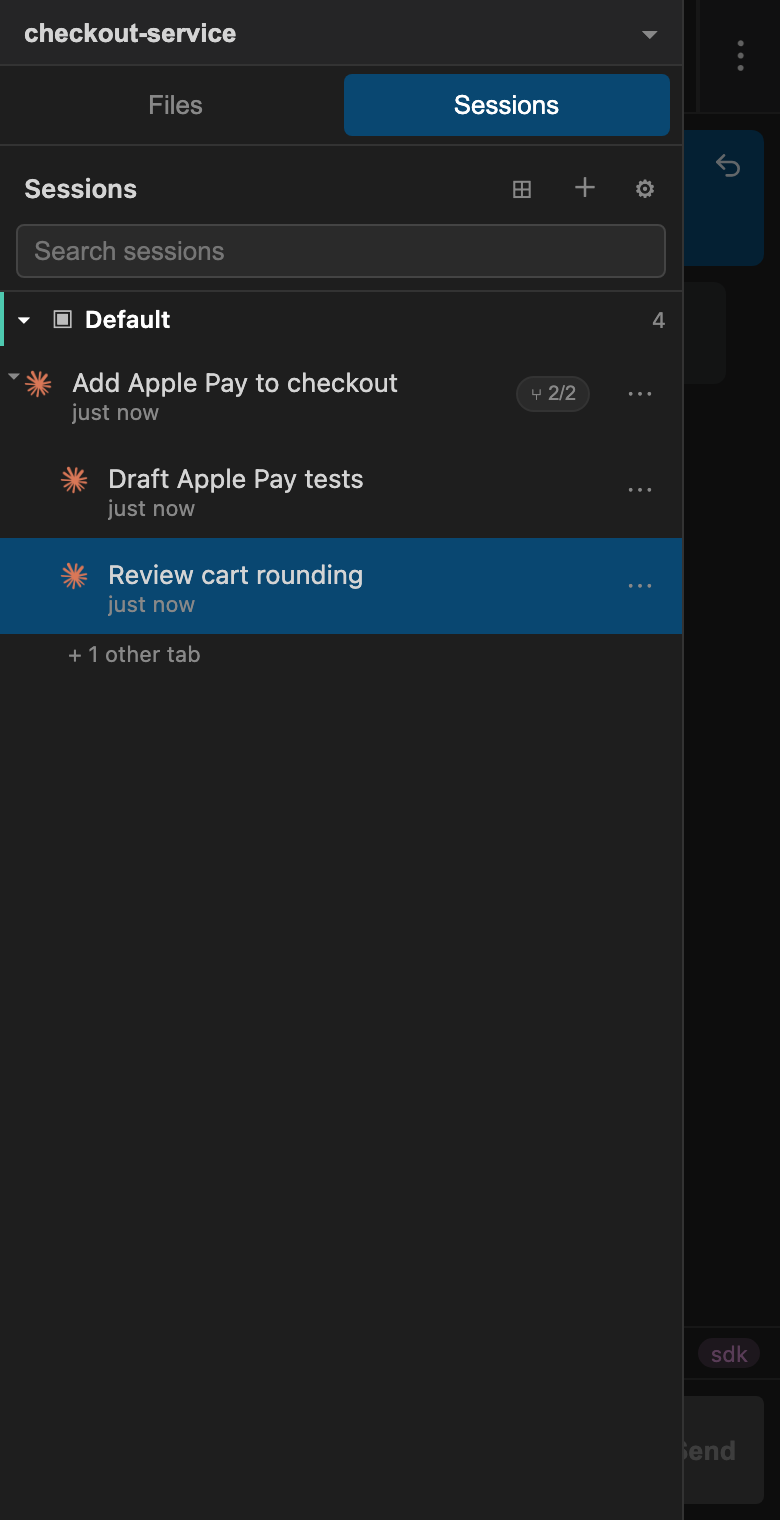 checkout-service
Files
Sessions
Sessions
Search sessions
Default
4
Add Apple Pay to checkout
just now
2/2
Draft Apple Pay tests
just now
Review cart rounding
just now
+ 1 other tab
sdk
Send